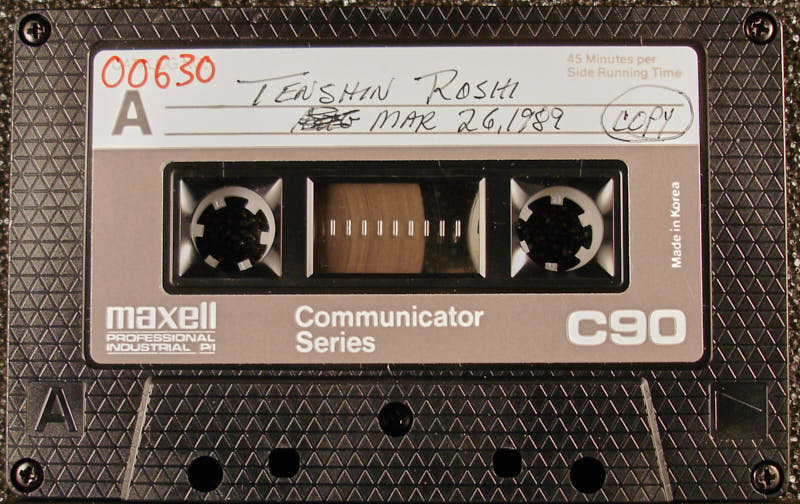 00630
45 Minutes per
Side Running Time
A
TENSHIN ROSHI
MAR 26, 1989
COPY
Made in Korea
maxell
PROFESSIONAL
INDUSTRIAL P/I
Communicator
Series
C90
A